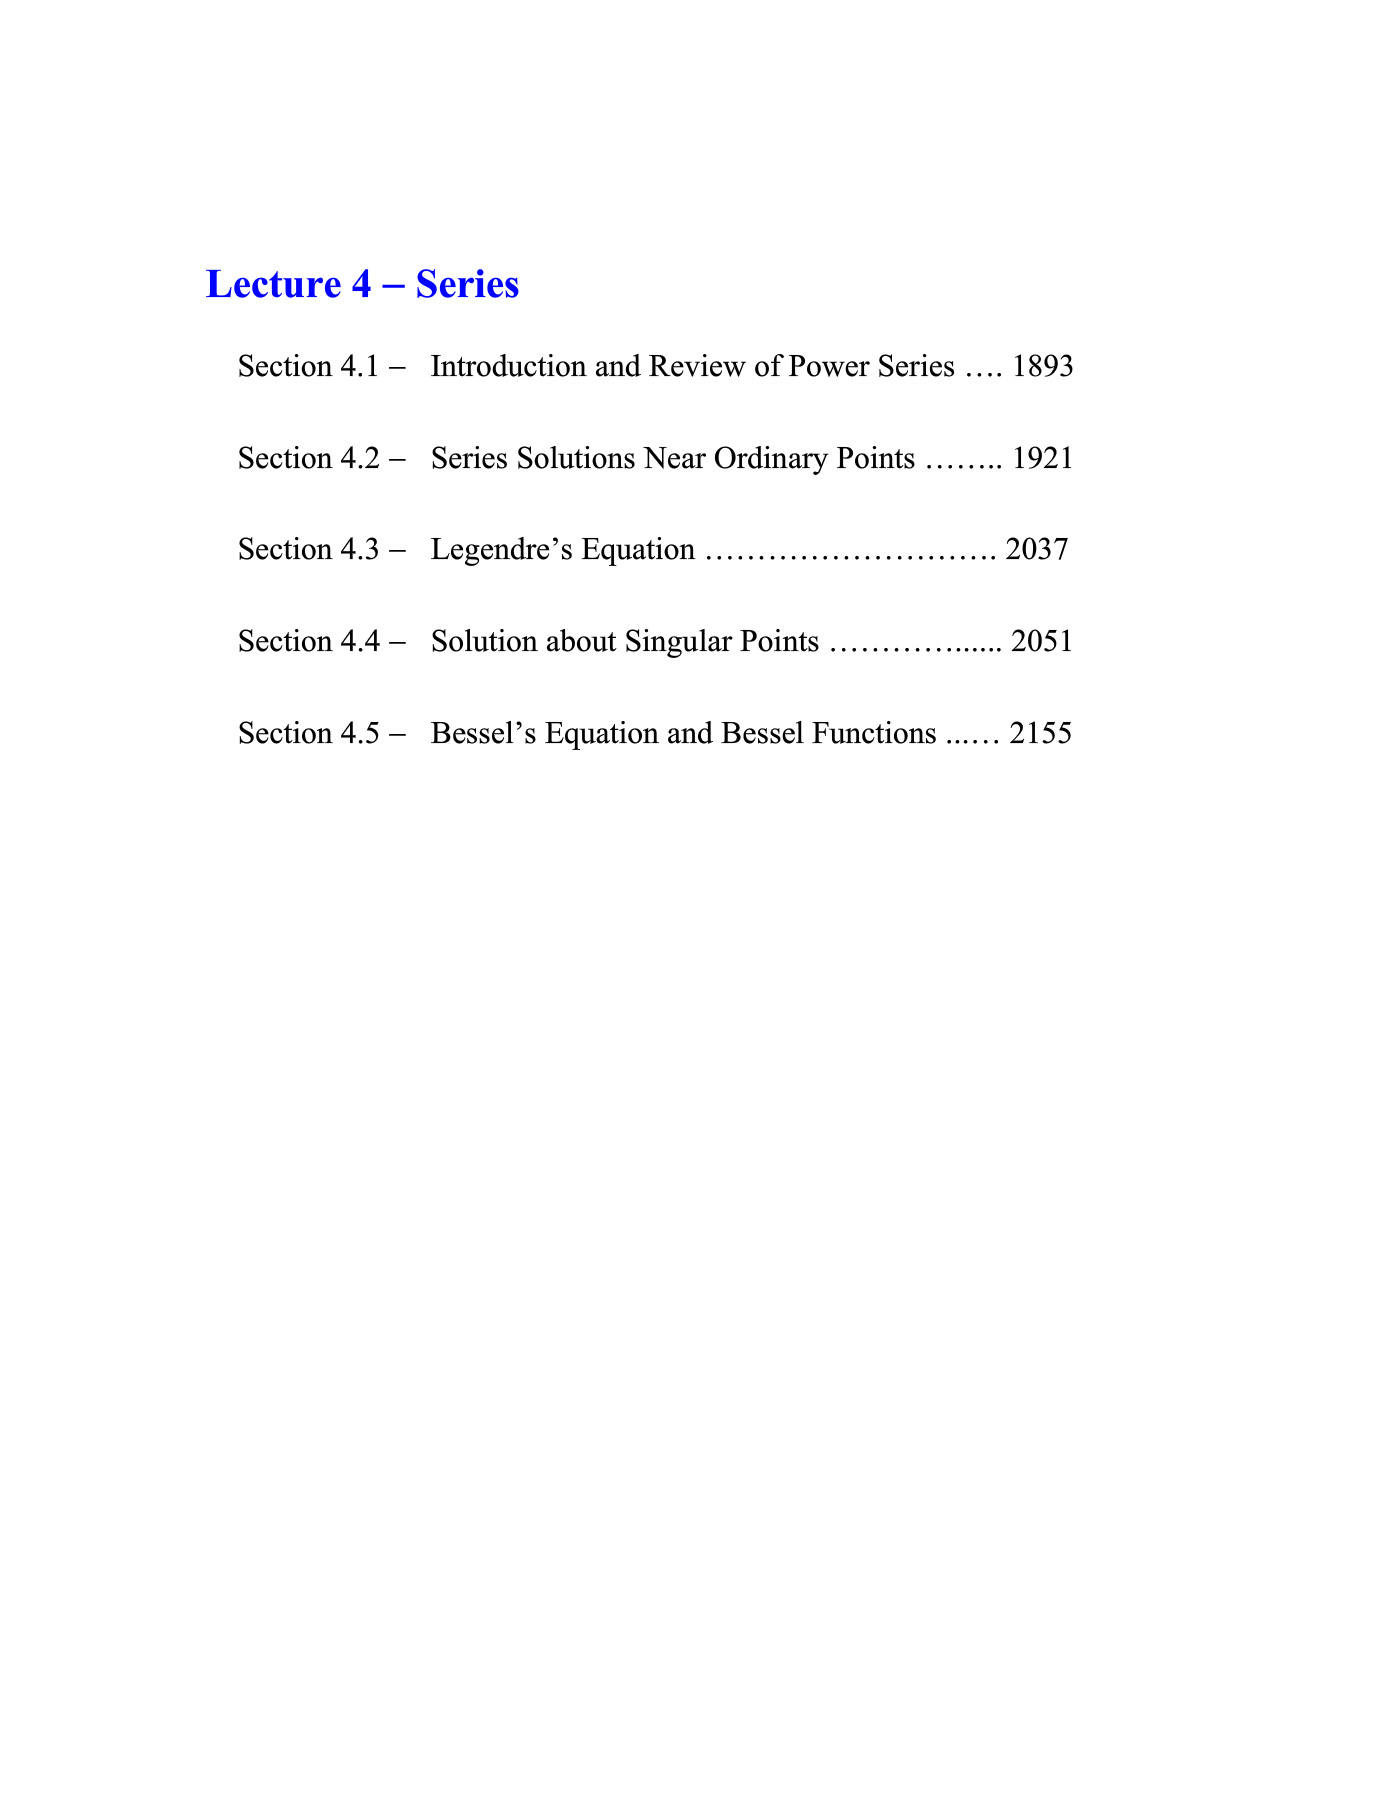 Lecture 4 – Series
Section 4.1 – Introduction and Review of Power Series …. 1893
Section 4.2 – Series Solutions Near Ordinary Points …….. 1921
Section 4.3 – Legendre’s Equation ………………………. 2037
Section 4.4 – Solution about Singular Points …………...... 2051
Section 4.5 – Bessel’s Equation and Bessel Functions ...… 2155